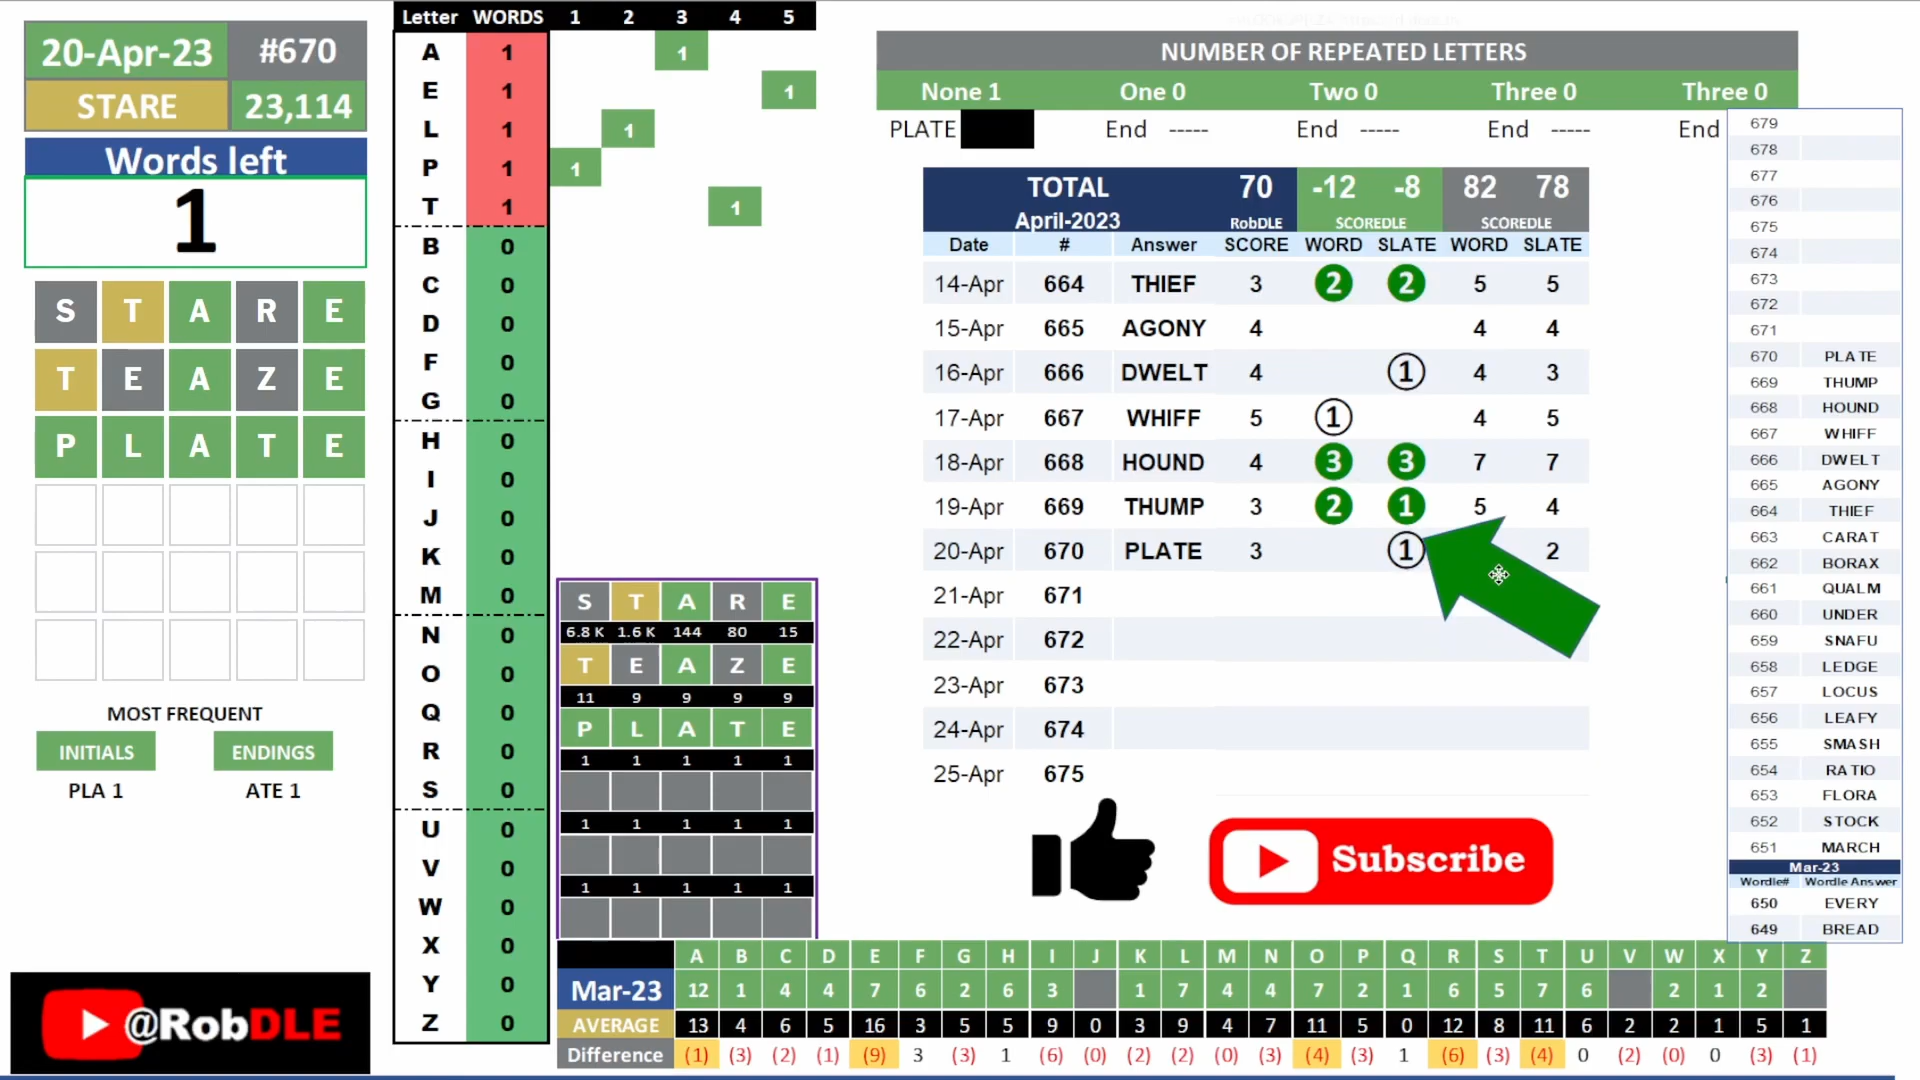 20-Apr-23 #670
STARE 23,114
Words left
1
S T A R E
T E A Z E
P L A T E
MOST FREQUENT
INITIALS ENDINGS
PLA 1 ATE 1
@RobDLE
Letter WORDS 1 2 3 4 5
A 1 1
E 1 1
L 1 1
P 1 1
T 1 1
B 0
C 0
D 0
F 0
G 0
H 0
I 0
J 0
K 0
M 0
N 0
O 0
Q 0
R 0
S 0
U 0
V 0
W 0
X 0
Y 0
Z 0
S T A R E
6.8 K 1.6 K 144 80 15
T E A Z E
11 9 9 9 9
P L A T E
1 1 1 1 1
1 1 1 1 1
1 1 1 1 1
NUMBER OF REPEATED LETTERS
None 1 One 0 Two 0 Three 0 Three 0
PLATE End ----- End ----- End ----- End
TOTAL 70 -12 -8 82 78
April-2023 RobDLE SCOREDLE SCOREDLE
Date # Answer SCORE WORD SLATE WORD SLATE
14-Apr 664 THIEF 3 2 2 5 5
15-Apr 665 AGONY 4 4 4
16-Apr 666 DWELT 4 1 4 3
17-Apr 667 WHIFF 5 1 4 5
18-Apr 668 HOUND 4 3 3 7 7
19-Apr 669 THUMP 3 2 1 5 4
20-Apr 670 PLATE 3 1 2
21-Apr 671
22-Apr 672
23-Apr 673
24-Apr 674
25-Apr 675
Subscribe
679
678
677
676
675
674
673
672
671
670 PLATE
669 THUMP
668 HOUND
667 WHIFF
666 DWELT
665 AGONY
664 THIEF
663 CARAT
662 BORAX
661 QUALM
660 UNDER
659 SNAFU
658 LEDGE
657 LOCUS
656 LEAFY
655 SMASH
654 RATIO
653 FLORA
652 STOCK
651 MARCH
Mar-23
Wordle# Wordle Answer
650 EVERY
649 BREAD
A B C D E F G H I J K L M N O P Q R S T U V W X Y Z
Mar-23 12 1 4 4 7 6 2 6 3 1 7 4 4 7 2 1 6 5 7 6 2 1 2
AVERAGE 13 4 6 5 16 3 5 5 9 0 3 9 4 7 11 5 0 12 8 11 6 2 2 1 5 1
Difference (1) (3) (2) (1) (9) 3 (3) 1 (6) (0) (2) (2) (0) (3) (4) (3) 1 (6) (3) (4) 0 (2) (0) 0 (3) (1)